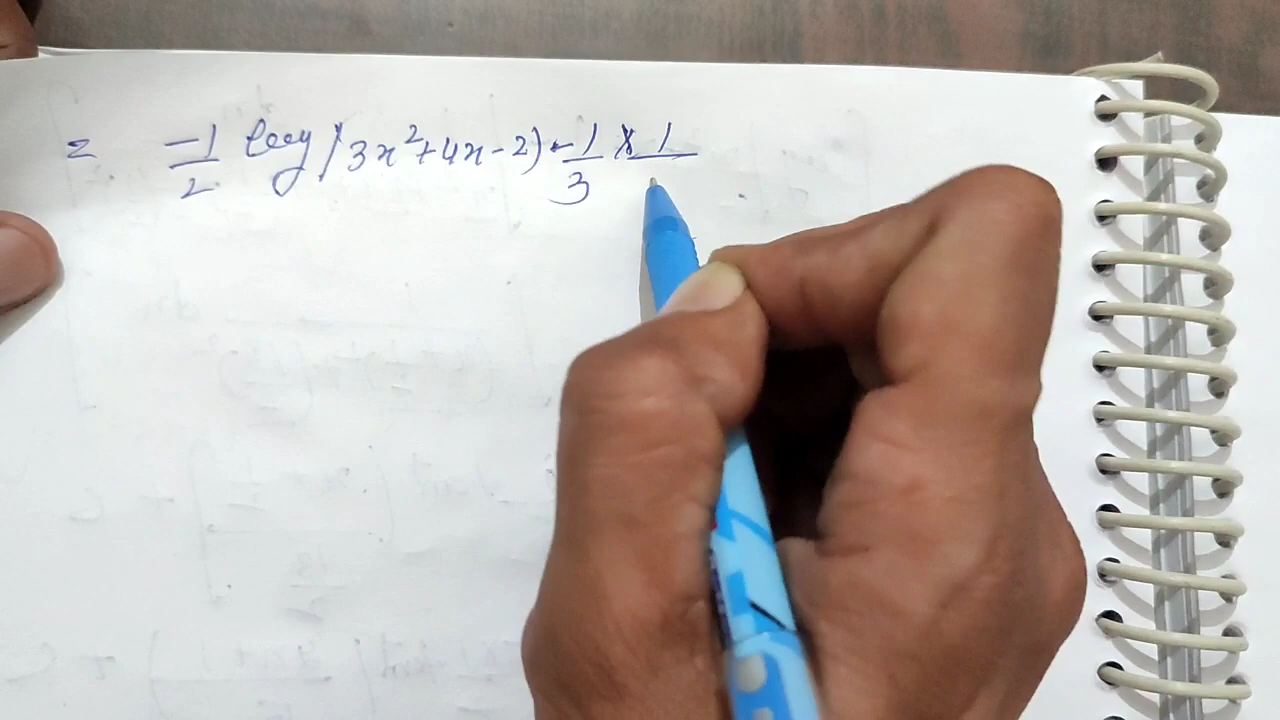 = -1/2 log (3x²+4x-2) - 1/3 × 1/